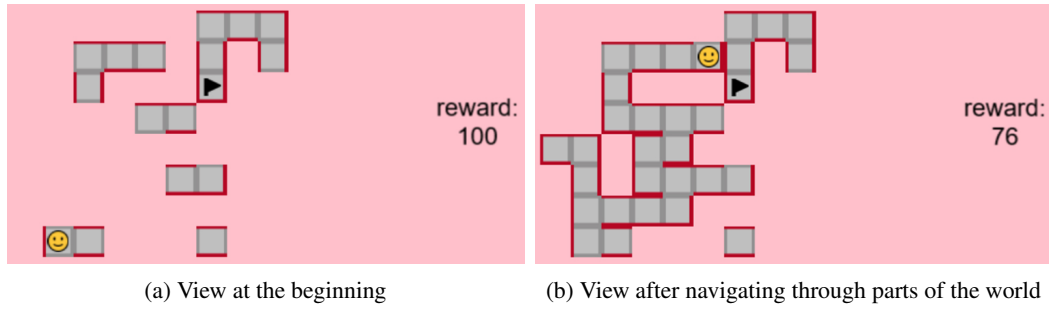 reward:
100
reward:
76
(a) View at the beginning
(b) View after navigating through parts of the world